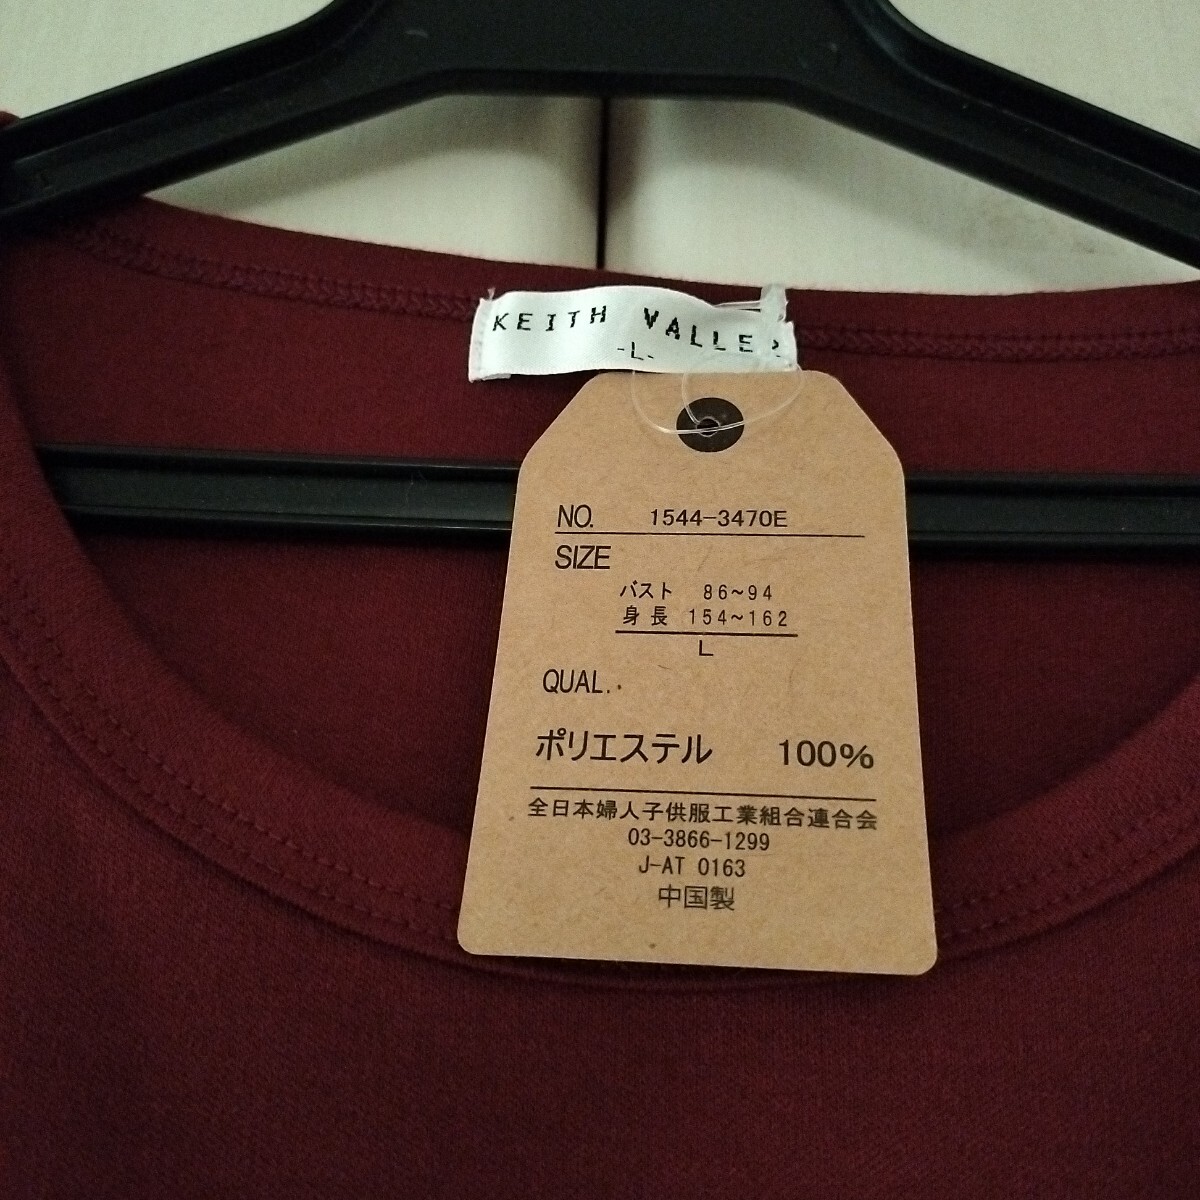 KEITH VALLEY
-L-
NO. 1544-3470E
SIZE
バスト 86~94
身長 154~162
L
QUAL.
ポリエステル 100%
全日本婦人子供服工業組合連合会
03-3866-1299
J-AT 0163
中国製